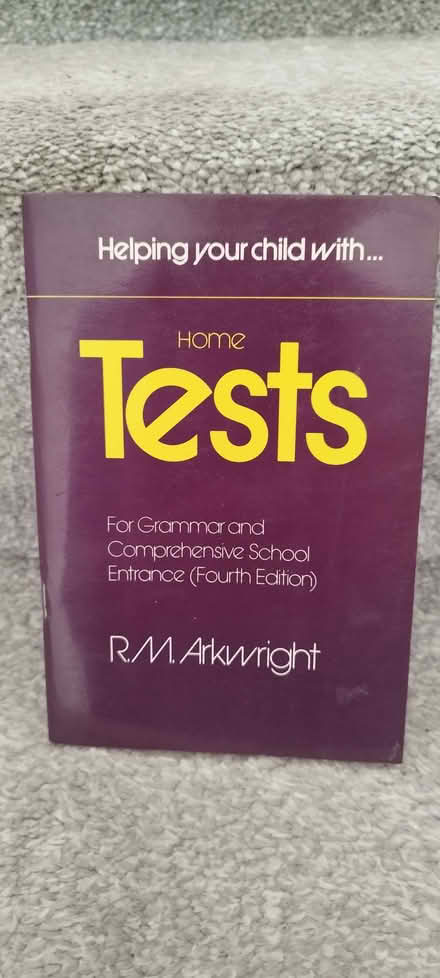 Helping your child with...
Home
Tests
For Grammar and
Comprehensive School
Entrance (Fourth Edition)
R.M. Arkwright